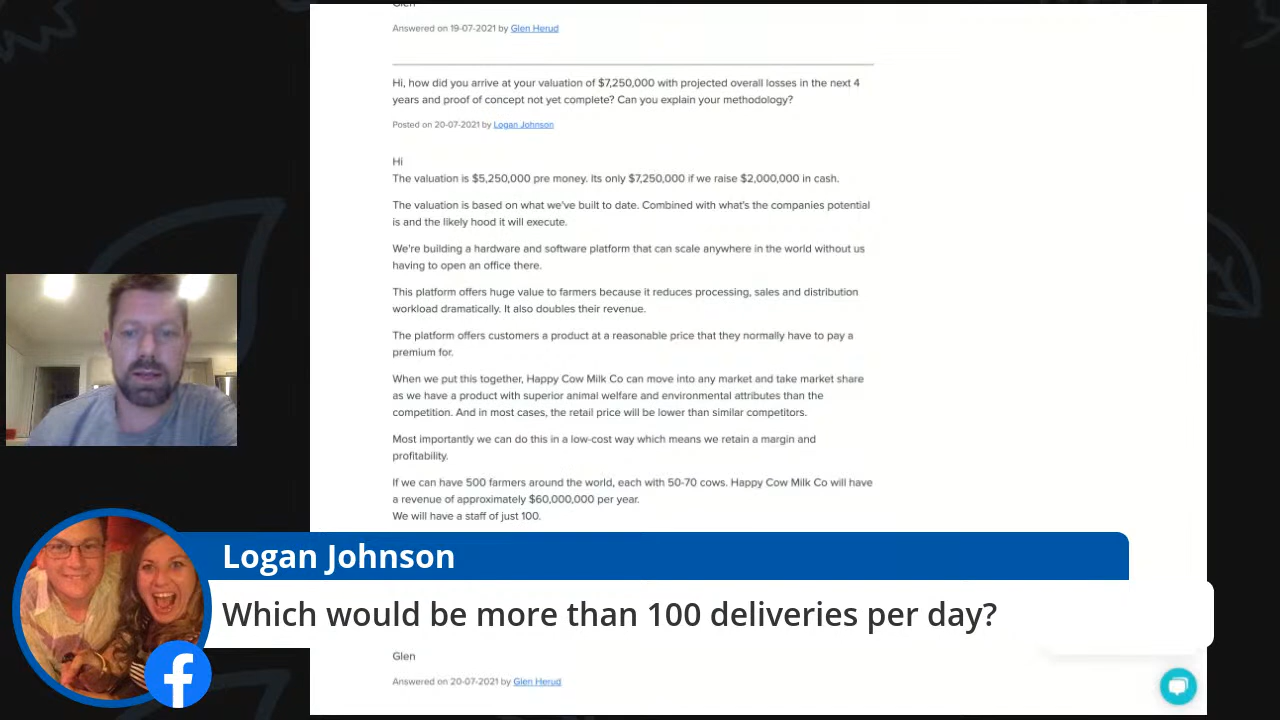 Glen
Answered on 19-07-2021 by Glen Herud
Hi, how did you arrive at your valuation of $7,250,000 with projected overall losses in the next 4
years and proof of concept not yet complete? Can you explain your methodology?
Posted on 20-07-2021 by Logan Johnson
Hi
The valuation is $5,250,000 pre money. Its only $7,250,000 if we raise $2,000,000 in cash.
The valuation is based on what we've built to date. Combined with what's the companies potential
is and the likely hood it will execute.
We're building a hardware and software platform that can scale anywhere in the world without us
having to open an office there.
This platform offers huge value to farmers because it reduces processing, sales and distribution
workload dramatically. It also doubles their revenue.
The platform offers customers a product at a reasonable price that they normally have to pay a
premium for.
When we put this together, Happy Cow Milk Co can move into any market and take market share
as we have a product with superior animal welfare and environmental attributes than the
competition. And in most cases, the retail price will be lower than similar competitors.
Most importantly we can do this in a low-cost way which means we retain a margin and
profitability.
If we can have 500 farmers around the world, each with 50-70 cows. Happy Cow Milk Co will have
a revenue of approximately $60,000,000 per year.
We will have a staff of just 100.
Logan Johnson
Which would be more than 100 deliveries per day?
Glen
Answered on 20-07-2021 by Glen Herud